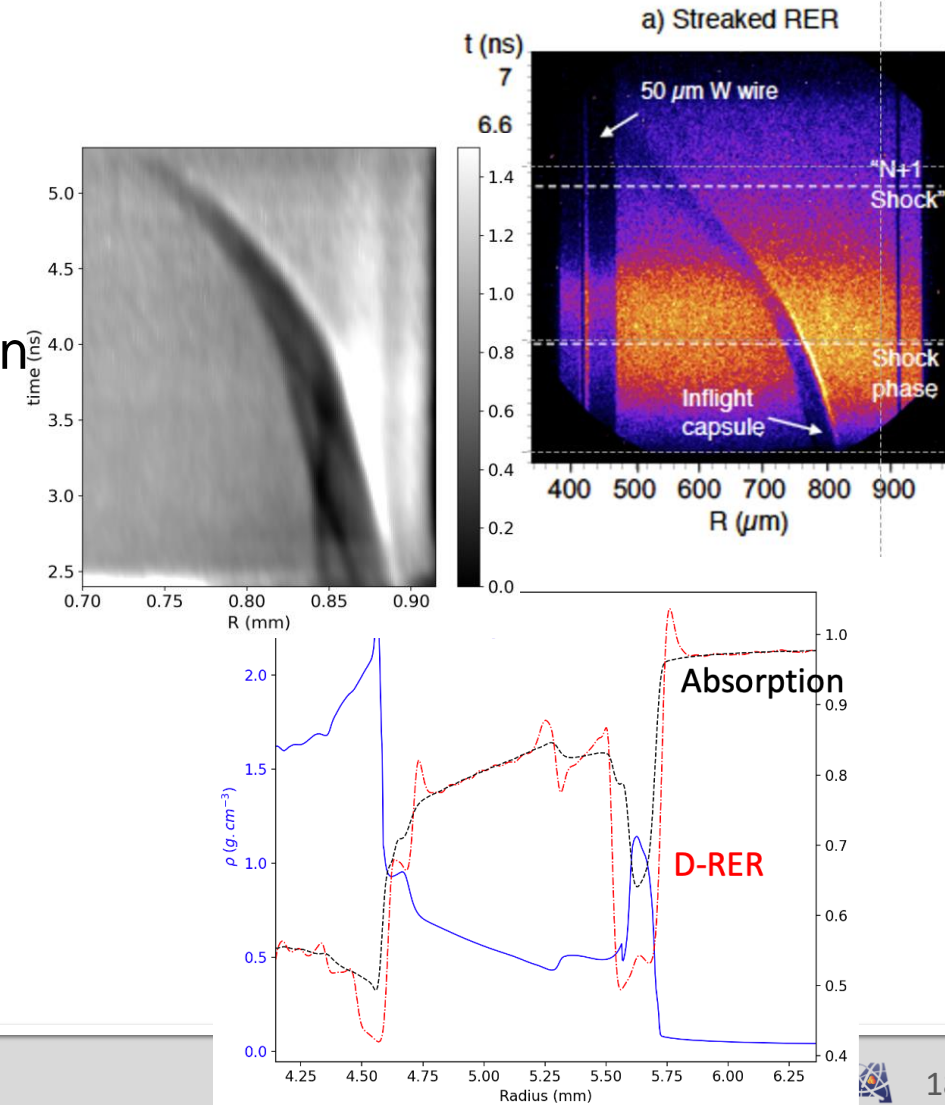 a) Streaked RER
t (ns)
7
6.6
50 µm W wire
"N+1
Shock"
Shock
phase
Inflight
capsule
400 500 600 700 800 900
R (µm)
n
time (ns)
5.0
4.5
4.0
3.5
3.0
2.5
0.70 0.75 0.80 0.85 0.90
R (mm)
1.4
1.2
1.0
0.8
0.6
0.4
0.2
0.0
ρ (g.cm⁻³)
2.0
1.5
1.0
0.5
0.0
Absorption
D-RER
1.0
0.9
0.8
0.7
0.6
0.5
0.4
4.25 4.50 4.75 5.00 5.25 5.50 5.75 6.00 6.25
Radius (mm)